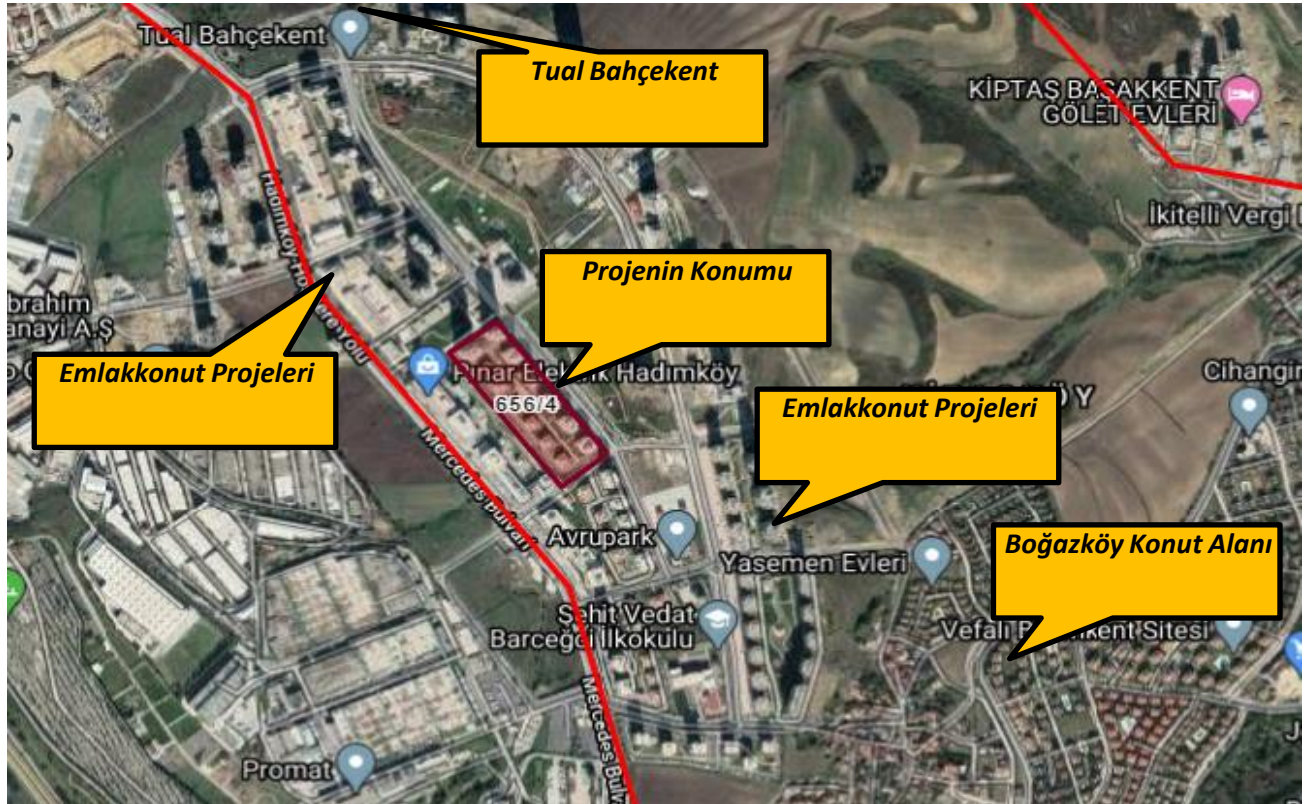 Tual Bahçekent
Tual Bahçekent
KİPTAŞ BAŞAKKENT
GÖLET EVLERİ
İkitelli Vergi
Projenin Konumu
Emlakkonut Projeleri
Pınar Elektrik Hadımköy
656/4
Emlakkonut Projeleri
Cihangir
Mercedes Bulvarı
Avrupark
Yasemen Evleri
Boğazköy Konut Alanı
Şehit Vedat
Barceğci İlkokulu
Vefalı
Sitesi
Mercedes
Promat